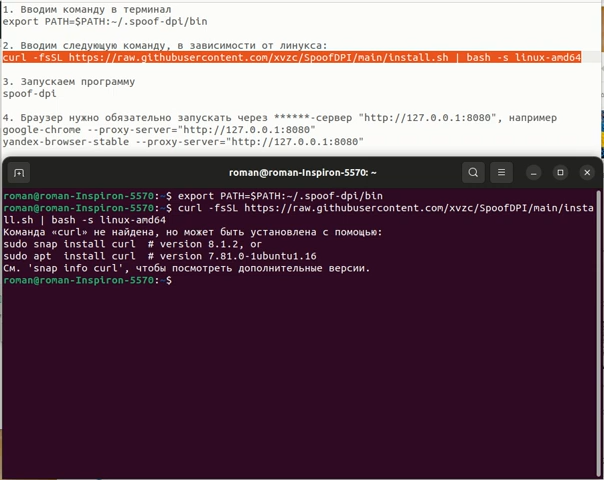 1. Вводим команду в терминал
export PATH=$PATH:~/.spoof-dpi/bin
2. Вводим следующую команду, в зависимости от линукса:
curl -fsSL https://raw.githubusercontent.com/xvzc/SpoofDPI/main/install.sh | bash -s linux-amd64
3. Запускаем программу
spoof-dpi
4. Браузер нужно обязательно запускать через ******-сервер "http://127.0.0.1:8080", например
google-chrome --proxy-server="http://127.0.0.1:8080"
yandex-browser-stable --proxy-server="http://127.0.0.1:8080"
roman@roman-Inspiron-5570: ~
roman@roman-Inspiron-5570:~$ export PATH=$PATH:~/.spoof-dpi/bin
roman@roman-Inspiron-5570:~$ curl -fsSL https://raw.githubusercontent.com/xvzc/SpoofDPI/main/insta
ll.sh | bash -s linux-amd64
Команда «curl» не найдена, но может быть установлена с помощью:
sudo snap install curl  # version 8.1.2, or
sudo apt  install curl  # version 7.81.0-1ubuntu1.16
См. 'snap info curl', чтобы посмотреть дополнительные версии.
roman@roman-Inspiron-5570:~$